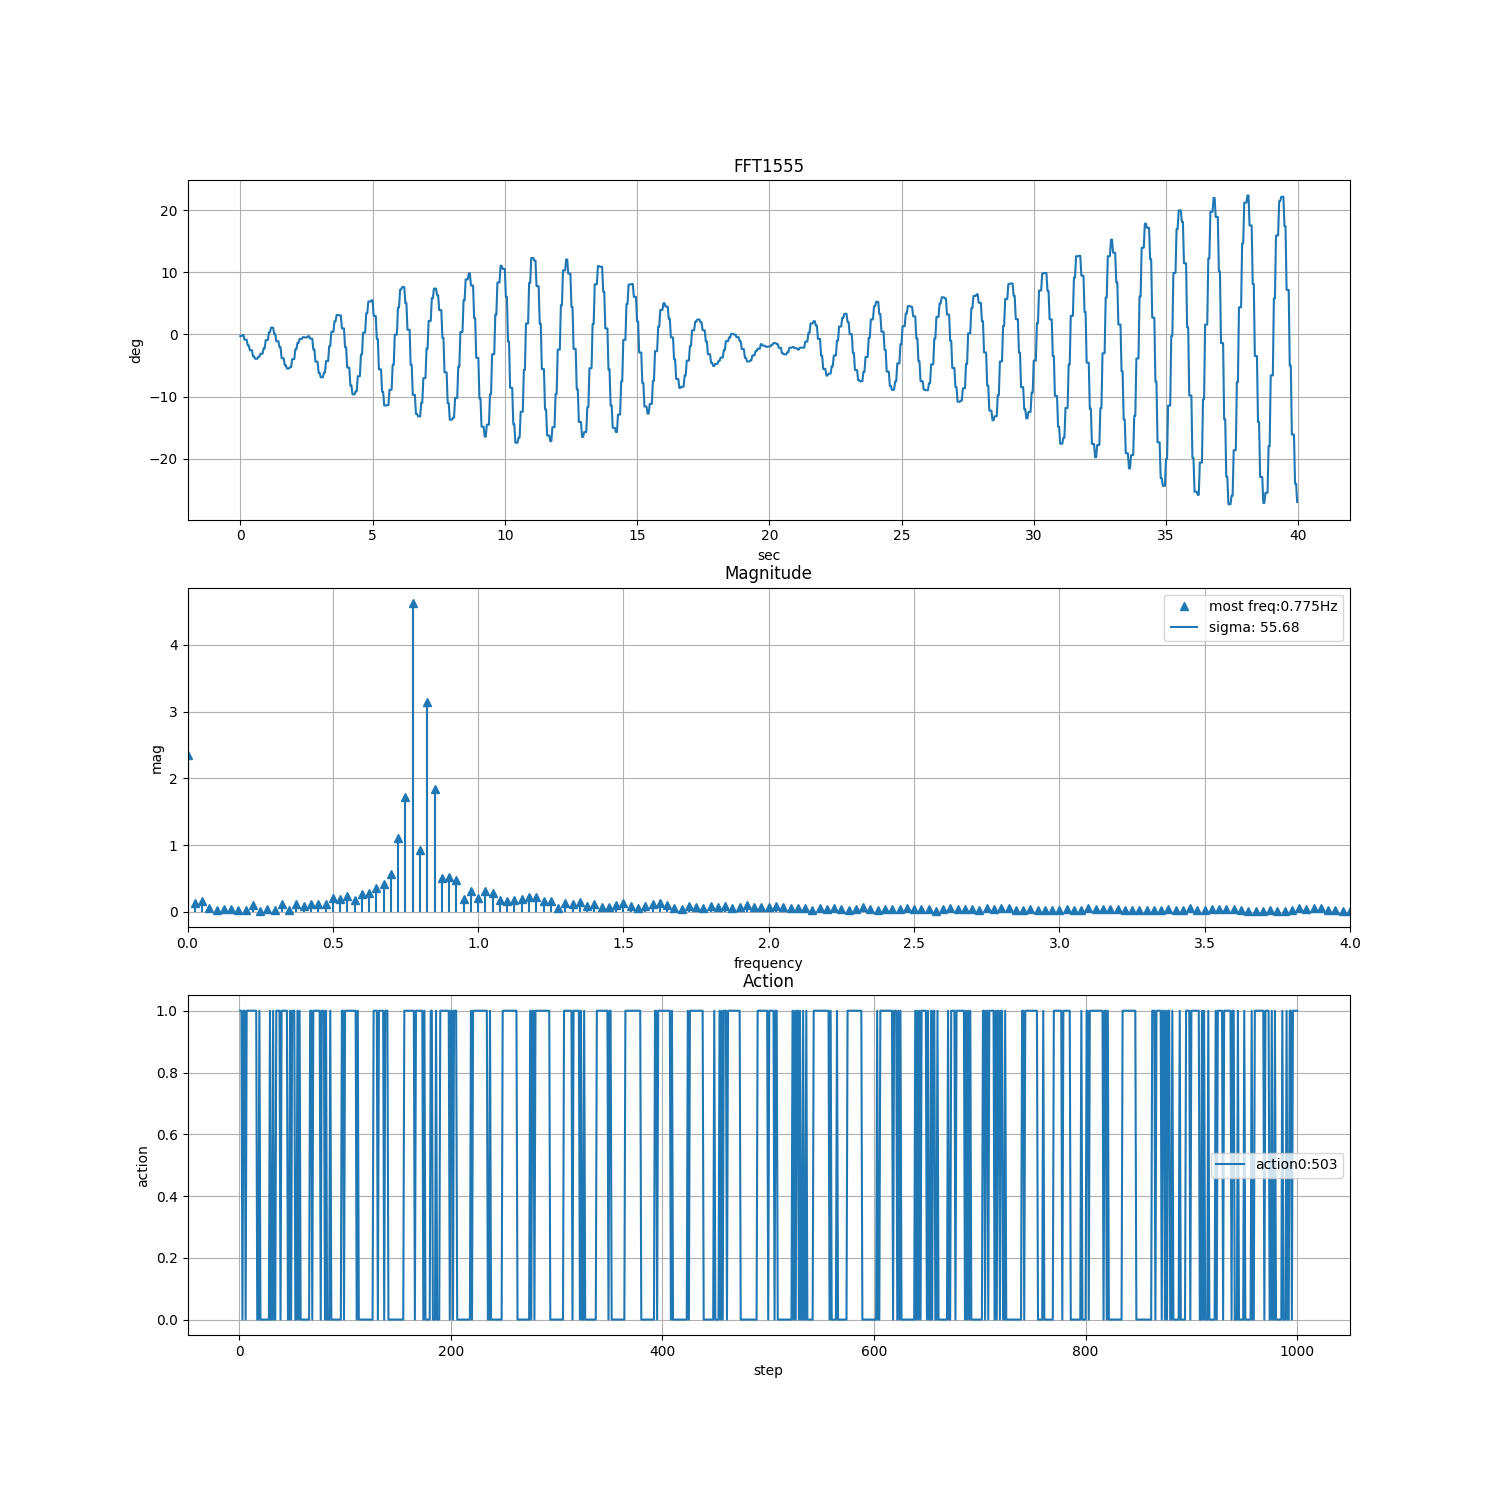 FFT1555
20
10
0
−10
−20
deg
0 5 10 15 20 25 30 35 40
sec
Magnitude
4
3
2
1
0
mag
most freq:0.775Hz
sigma: 55.68
0.0 0.5 1.0 1.5 2.0 2.5 3.0 3.5 4.0
frequency
Action
1.0
0.8
0.6
0.4
0.2
0.0
action
action0:503
0 200 400 600 800 1000
step